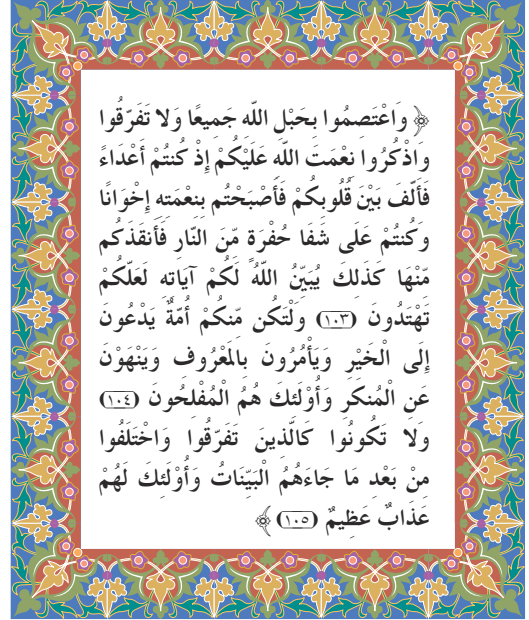 ﴿ وَاعْتَصِمُوا بِحَبْلِ اللَّهِ جَمِيعًا وَلَا تَفَرَّقُوا
وَاذْكُرُوا نِعْمَتَ اللَّهِ عَلَيْكُمْ إِذْ كُنتُمْ أَعْدَاءً
فَأَلَّفَ بَيْنَ قُلُوبِكُمْ فَأَصْبَحْتُم بِنِعْمَتِهِ إِخْوَانًا
وَكُنتُمْ عَلَى شَفَا حُفْرَةٍ مِّنَ النَّارِ فَأَنقَذَكُم
مِّنْهَا كَذَلِكَ يُبَيِّنُ اللَّهُ لَكُمْ آيَاتِهِ لَعَلَّكُمْ
تَهْتَدُونَ (١٠٣) وَلْتَكُن مِّنكُمْ أُمَّةٌ يَدْعُونَ
إِلَى الْخَيْرِ وَيَأْمُرُونَ بِالْمَعْرُوفِ وَيَنْهَوْنَ
عَنِ الْمُنكَرِ وَأُوْلَئِكَ هُمُ الْمُفْلِحُونَ (١٠٤)
وَلَا تَكُونُوا كَالَّذِينَ تَفَرَّقُوا وَاخْتَلَفُوا
مِنْ بَعْدِ مَا جَاءَهُمُ الْبَيِّنَاتُ وَأُوْلَئِكَ لَهُمْ
عَذَابٌ عَظِيمٌ (١٠٥) ﴾